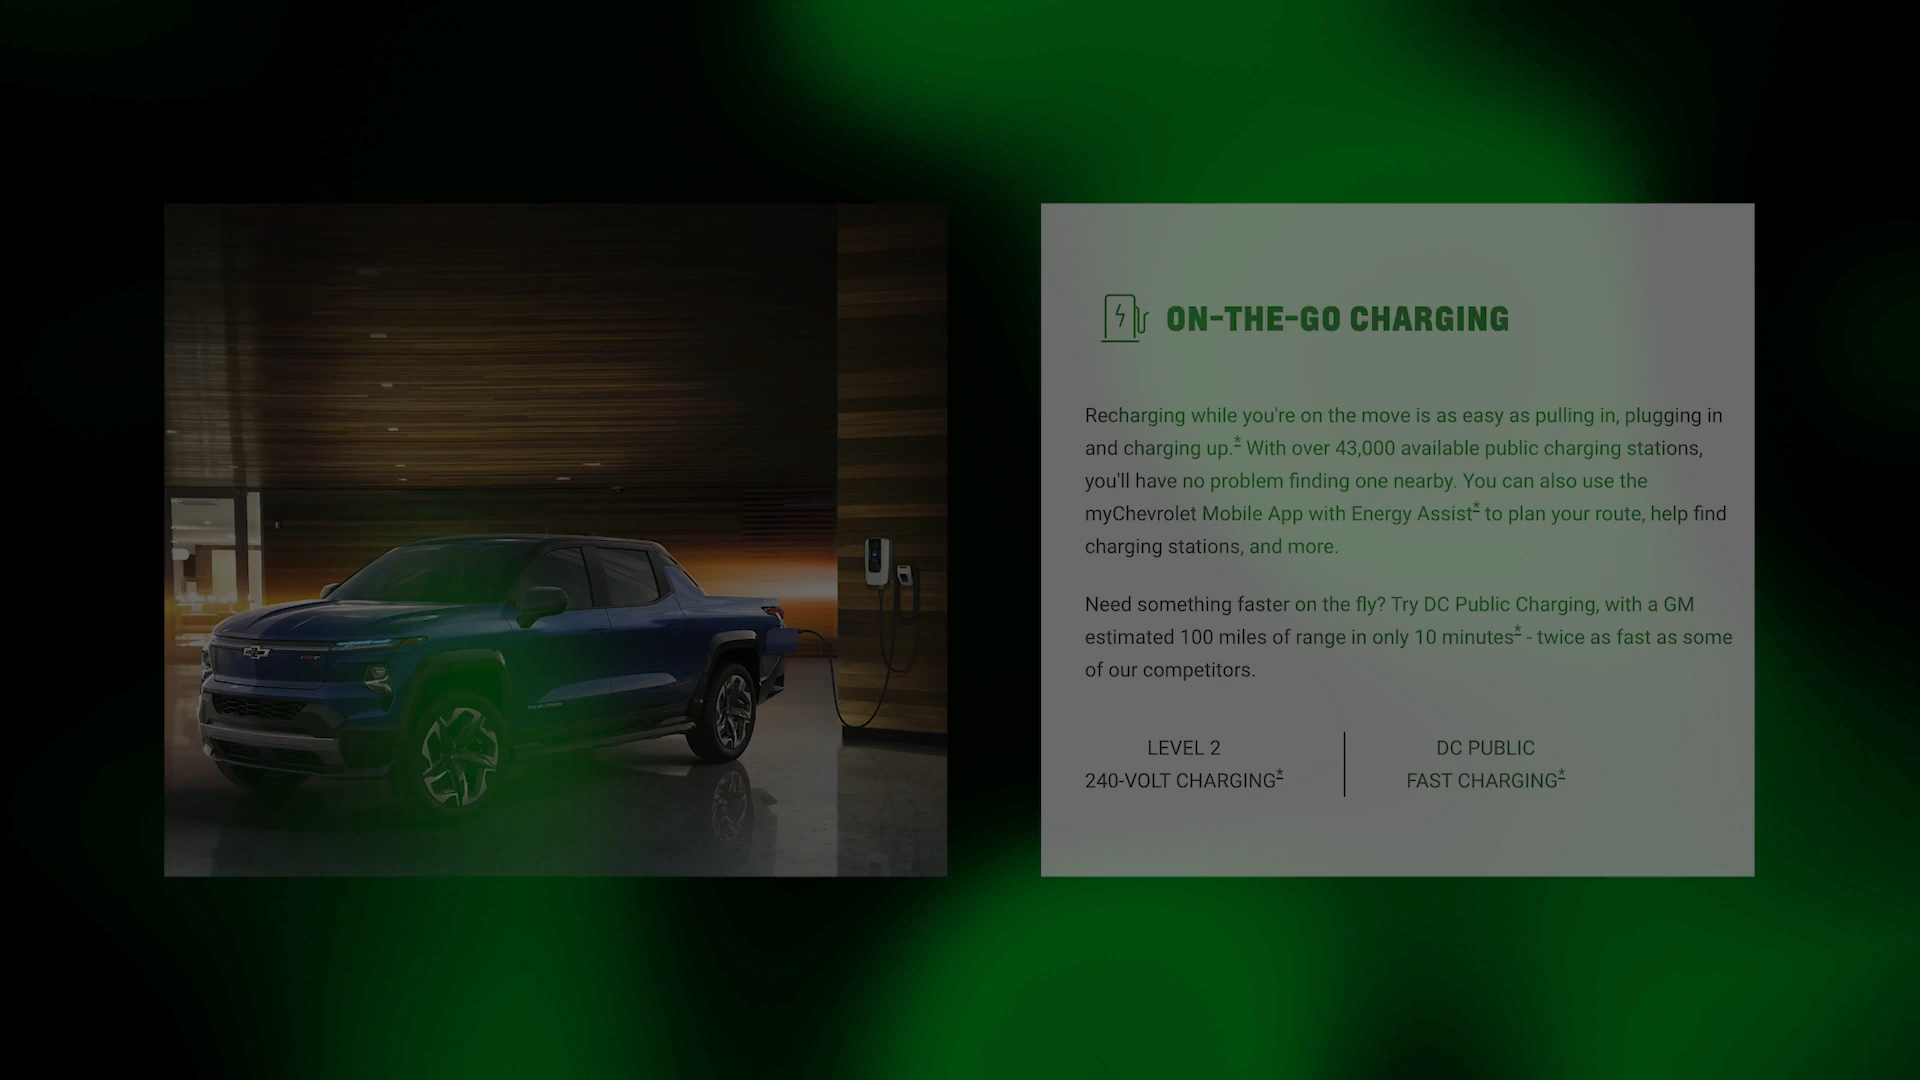 ON-THE-GO CHARGING
Recharging while you're on the move is as easy as pulling in, plugging in
and charging up.* With over 43,000 available public charging stations,
you'll have no problem finding one nearby. You can also use the
myChevrolet Mobile App with Energy Assist* to plan your route, help find
charging stations, and more.
Need something faster on the fly? Try DC Public Charging, with a GM
estimated 100 miles of range in only 10 minutes* - twice as fast as some
of our competitors.
LEVEL 2
240-VOLT CHARGING*
DC PUBLIC
FAST CHARGING*